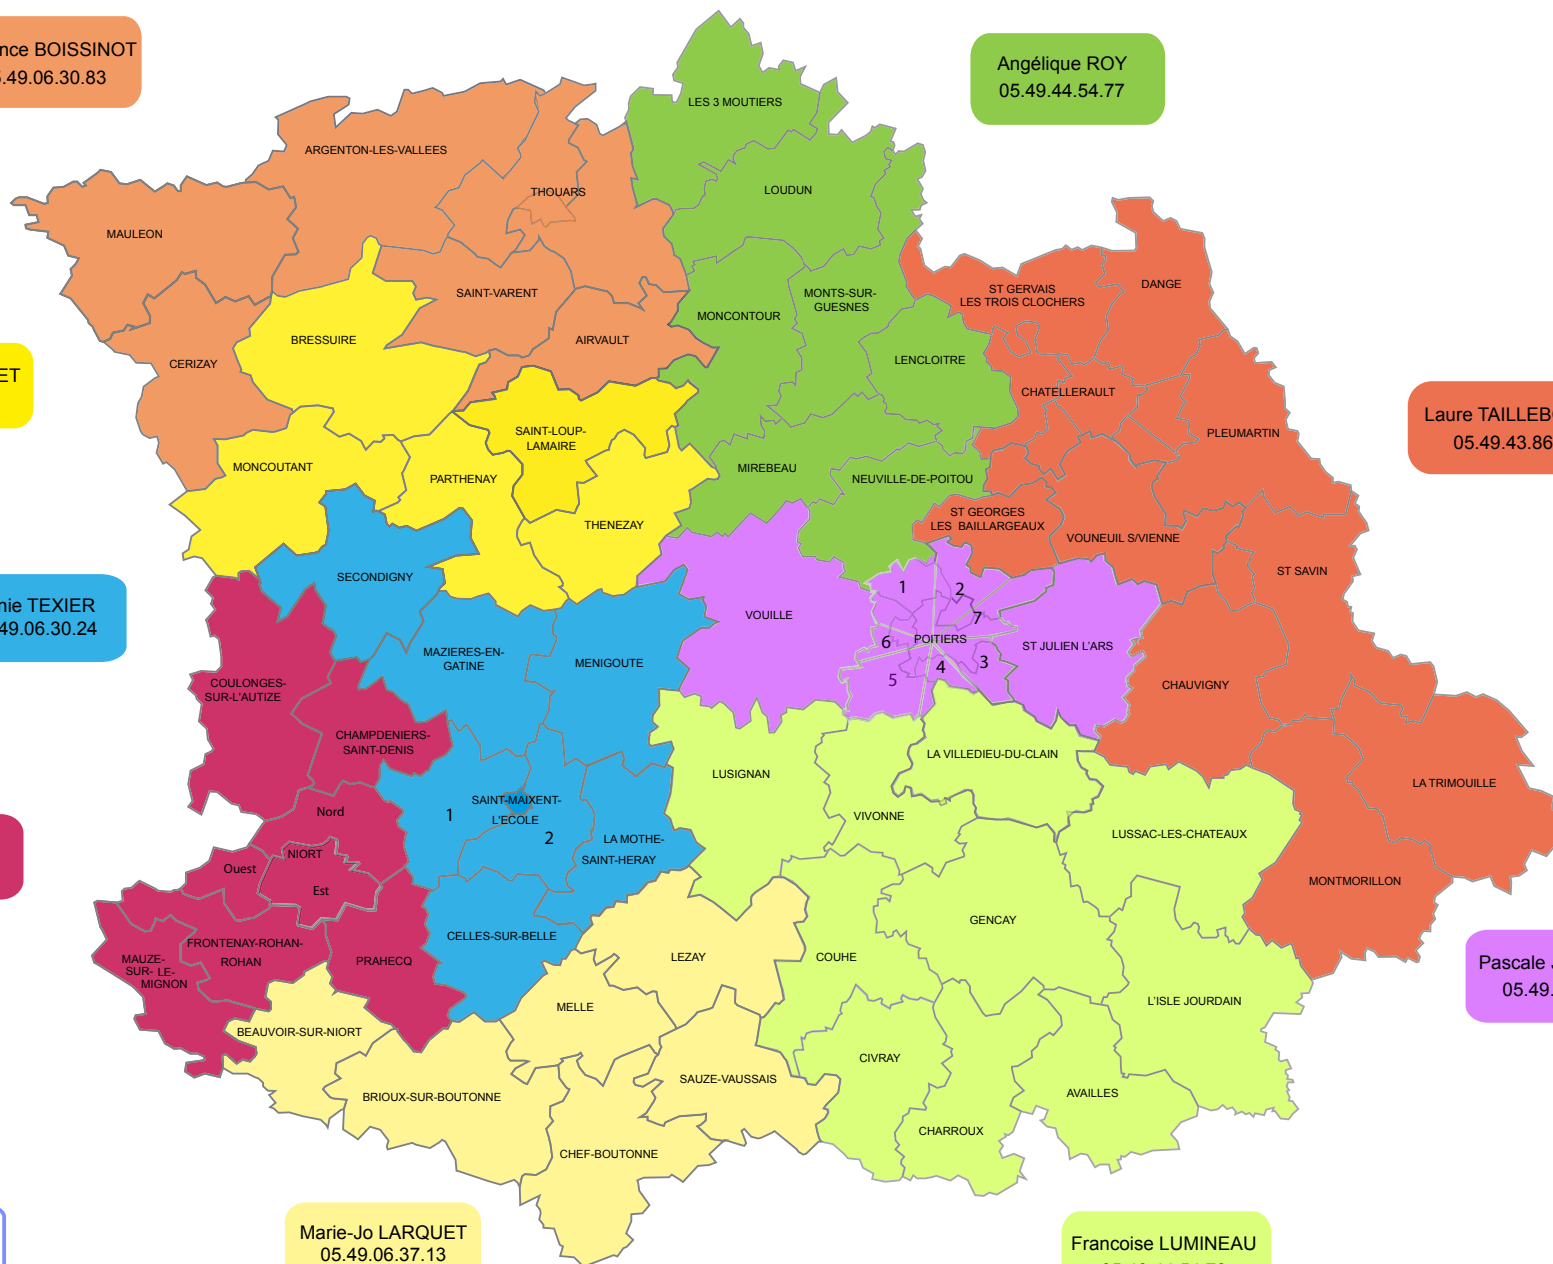 BOISSINOT
.49.06.30.83
Angélique ROY
05.49.44.54.77
LES 3 MOUTIERS
ARGENTON-LES-VALLEES
THOUARS
LOUDUN
MAULEON
SAINT-VARENT
MONTS-SUR-
GUESNES
ST GERVAIS
LES TROIS CLOCHERS
DANGE
MONCONTOUR
BRESSUIRE
AIRVAULT
CERIZAY
LENCLOITRE
ET
CHATELLERAULT
Laure
05.49.43.86
PLEUMARTIN
SAINT-LOUP-
LAMAIRE
MONCOUTANT
PARTHENAY
MIREBEAU
NEUVILLE-DE-POITOU
THENEZAY
ST GEORGES
LES BAILLARGEAUX
VOUNEUIL S/VIENNE
SECONDIGNY
ST SAVIN
1
2
TEXIER
49.06.30.24
VOUILLE
7
6
POITIERS
ST JULIEN L'ARS
MAZIERES-EN-
GATINE
MENIGOUTE
3
4
5
COULONGES-
SUR-L'AUTIZE
CHAUVIGNY
CHAMPDENIERS-
SAINT-DENIS
LA VILLEDIEU-DU-CLAIN
LUSIGNAN
LA TRIMOUILLE
Nord
1
SAINT-MAIXENT-
L'ECOLE
2
VIVONNE
LUSSAC-LES-CHATEAUX
LA MOTHE-
SAINT-HERAY
NIORT
Ouest
Est
MONTMORILLON
GENCAY
CELLES-SUR-BELLE
FRONTENAY-ROHAN-
ROHAN
PRAHECQ
MAUZE-
SUR- LE-
MIGNON
LEZAY
COUHE
Pascale
05.49.
MELLE
L'ISLE JOURDAIN
BEAUVOIR-SUR-NIORT
CIVRAY
SAUZE-VAUSSAIS
BRIOUX-SUR-BOUTONNE
AVAILLES
CHARROUX
CHEF-BOUTONNE
Marie-Jo LARQUET
05.49.06.37.13
Francoise LUMINEAU